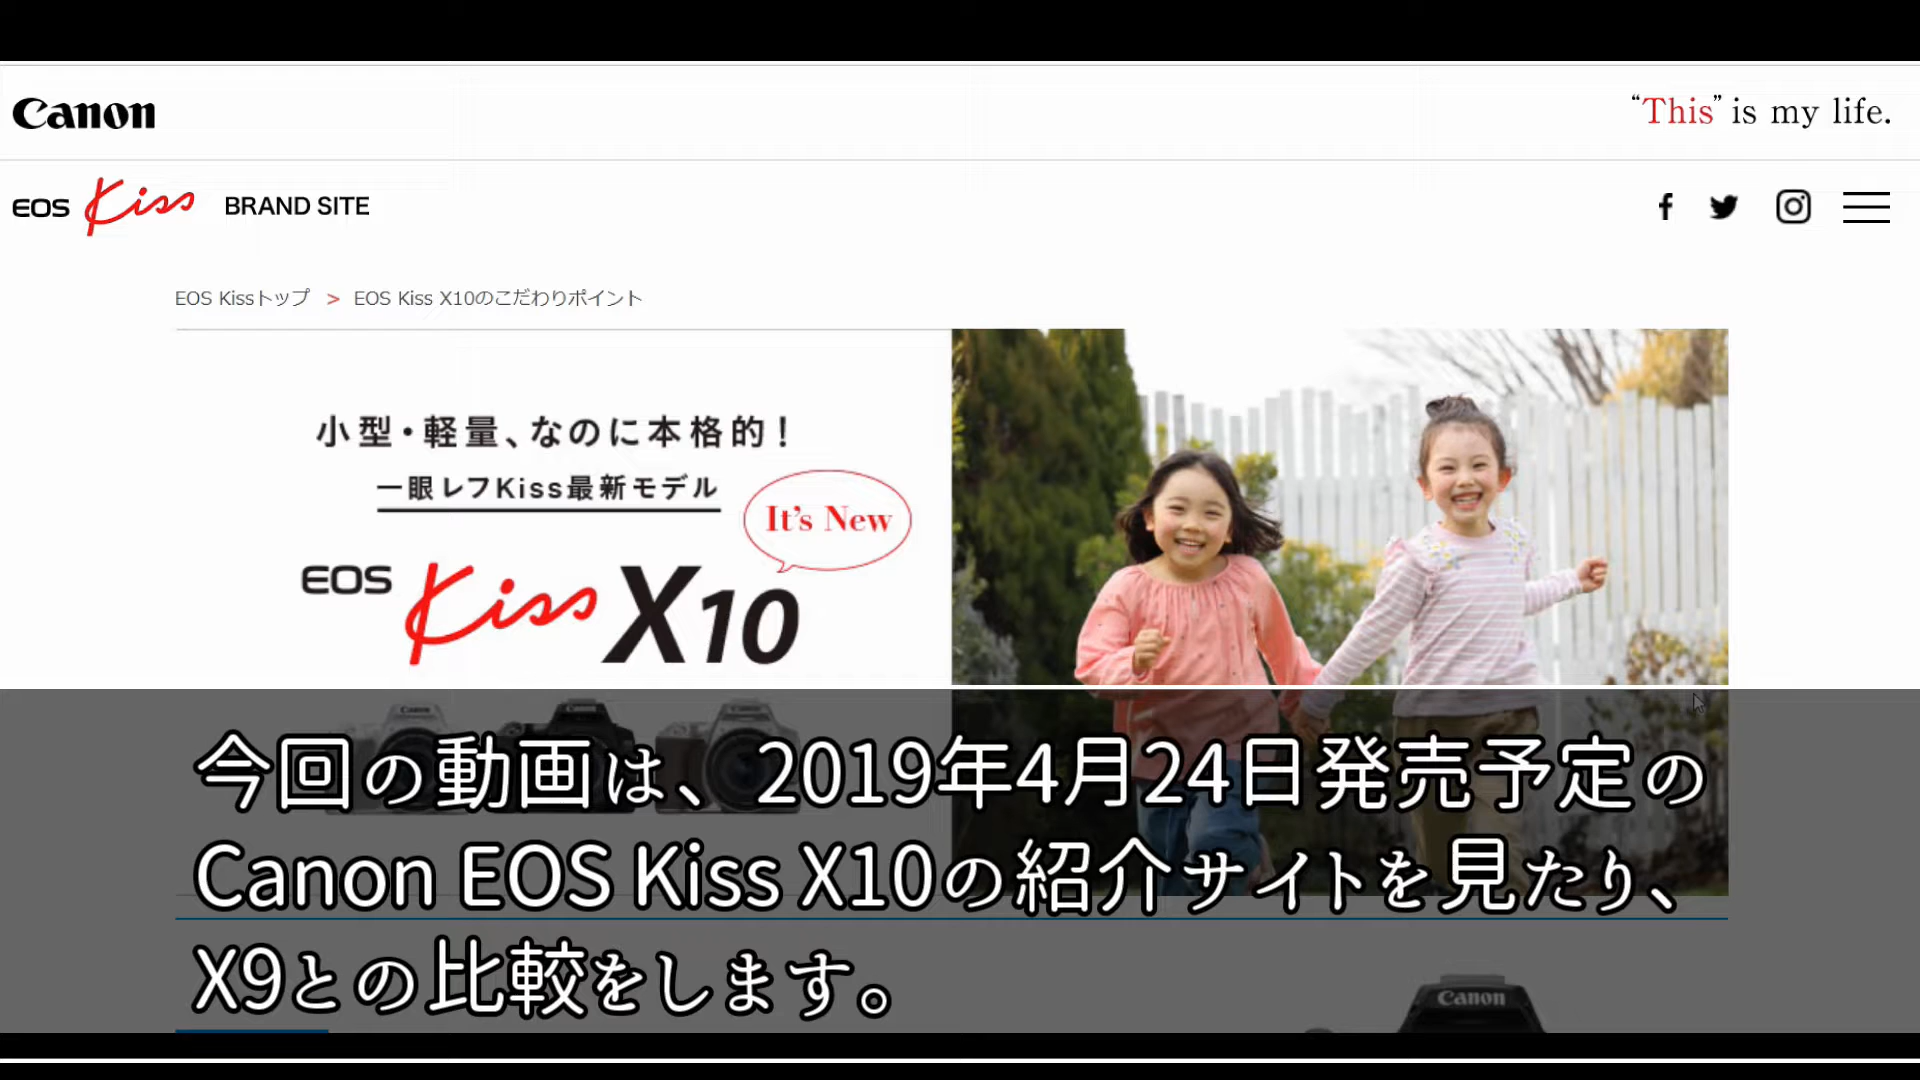 Canon
“This” is my life.
EOS Kiss BRAND SITE
EOS Kissトップ > EOS Kiss X10のこだわりポイント
小型・軽量、なのに本格的！
一眼レフKiss最新モデル
It’s New
EOS Kiss X10
Canon
Canon
Canon
今回の動画は、2019年4月24日発売予定の
Canon EOS Kiss X10の紹介サイトを見たり、
X9との比較をします。
Canon